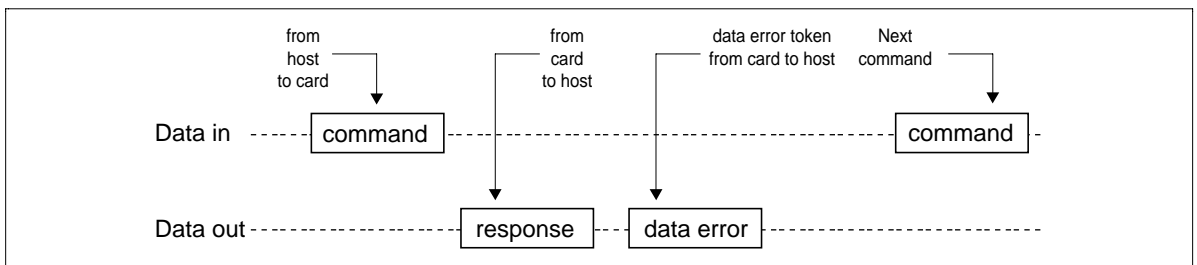 from
host
to card
from
card
to host
data error token
from card to host
Next
command
Data in
command
command
Data out
response
data error